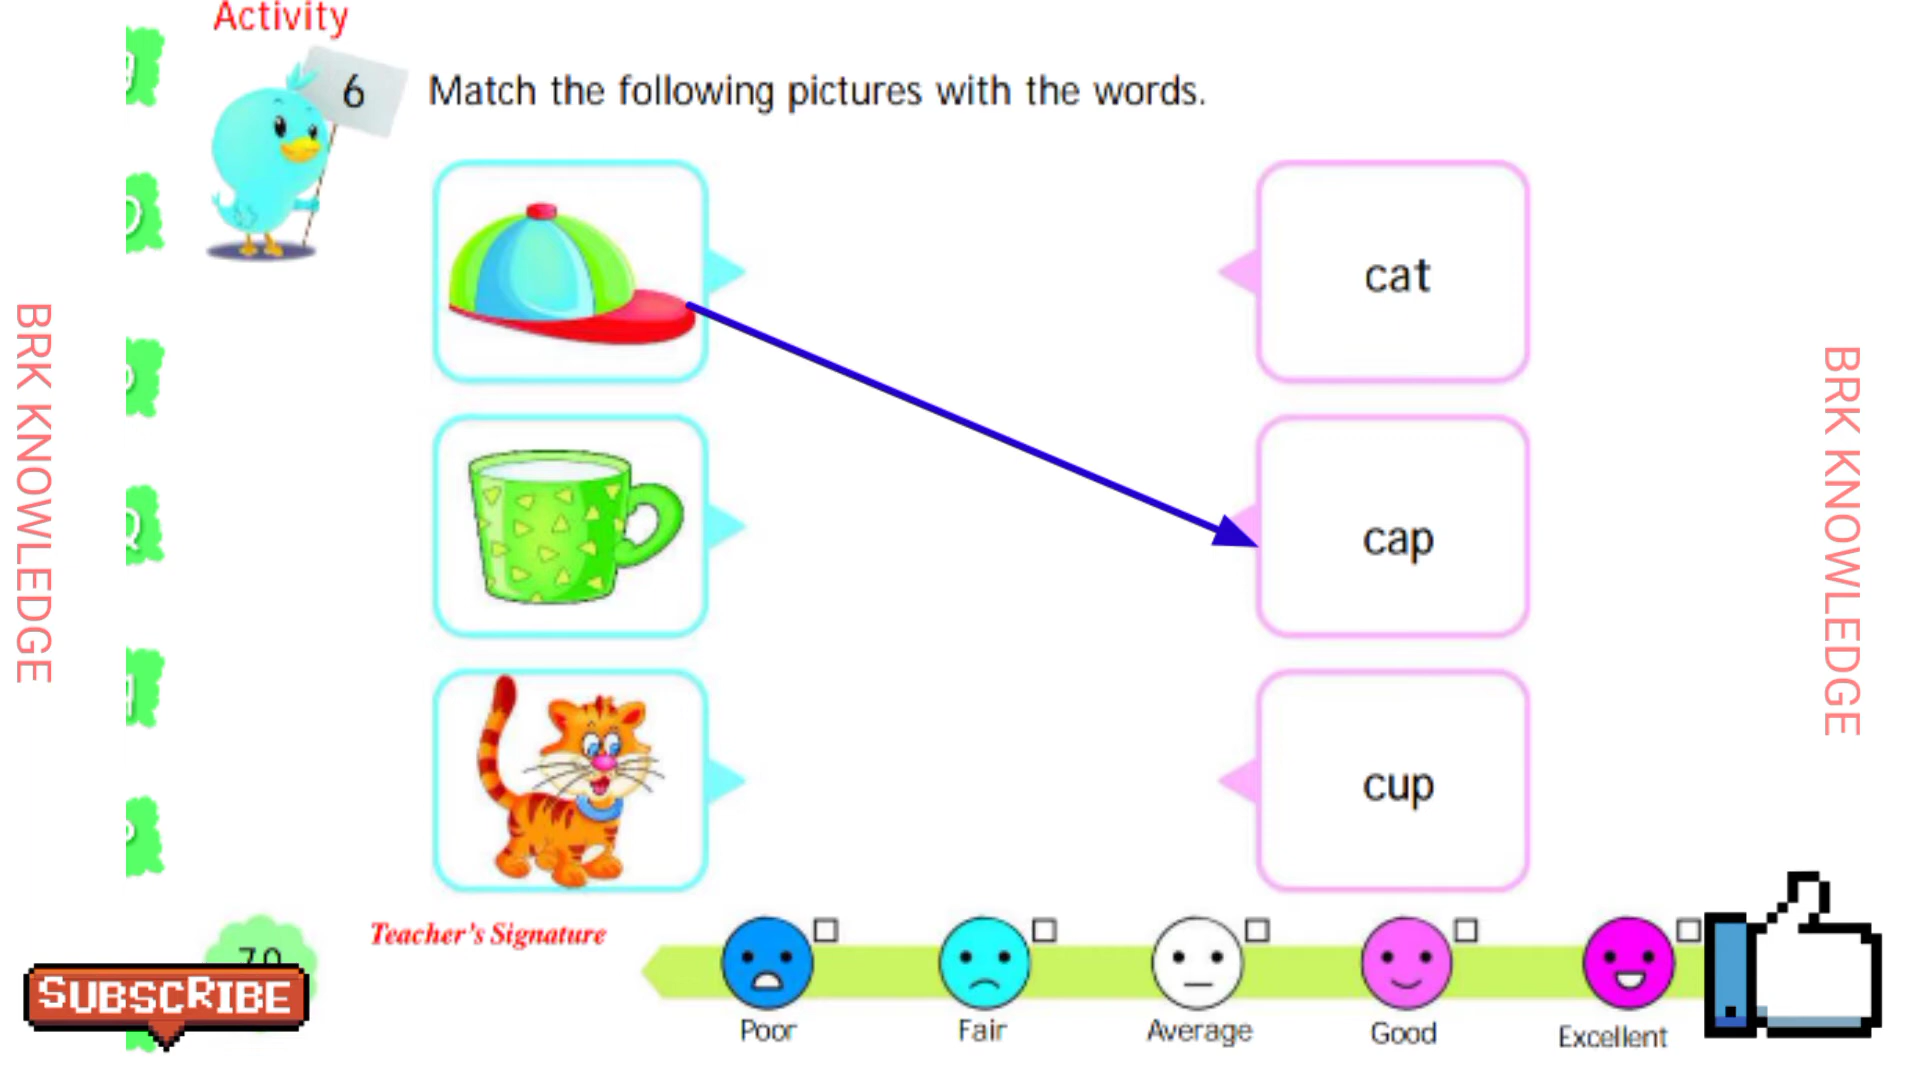 Activity
6
Match the following pictures with the words.
cat
cap
cup
BRK KNOWLEDGE
BRK KNOWLEDGE
Teacher's Signature
SUBSCRIBE
Poor
Fair
Average
Good
Excellent